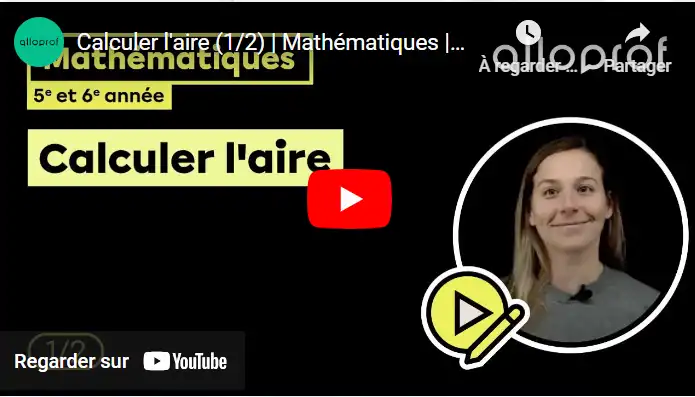 alloprof
Calculer l'aire (1/2) | Mathématiques |...
À regarder ...
Partager
alloprof
Mathématiques
5e et 6e année
Calculer l'aire
1/2
Regarder sur YouTube